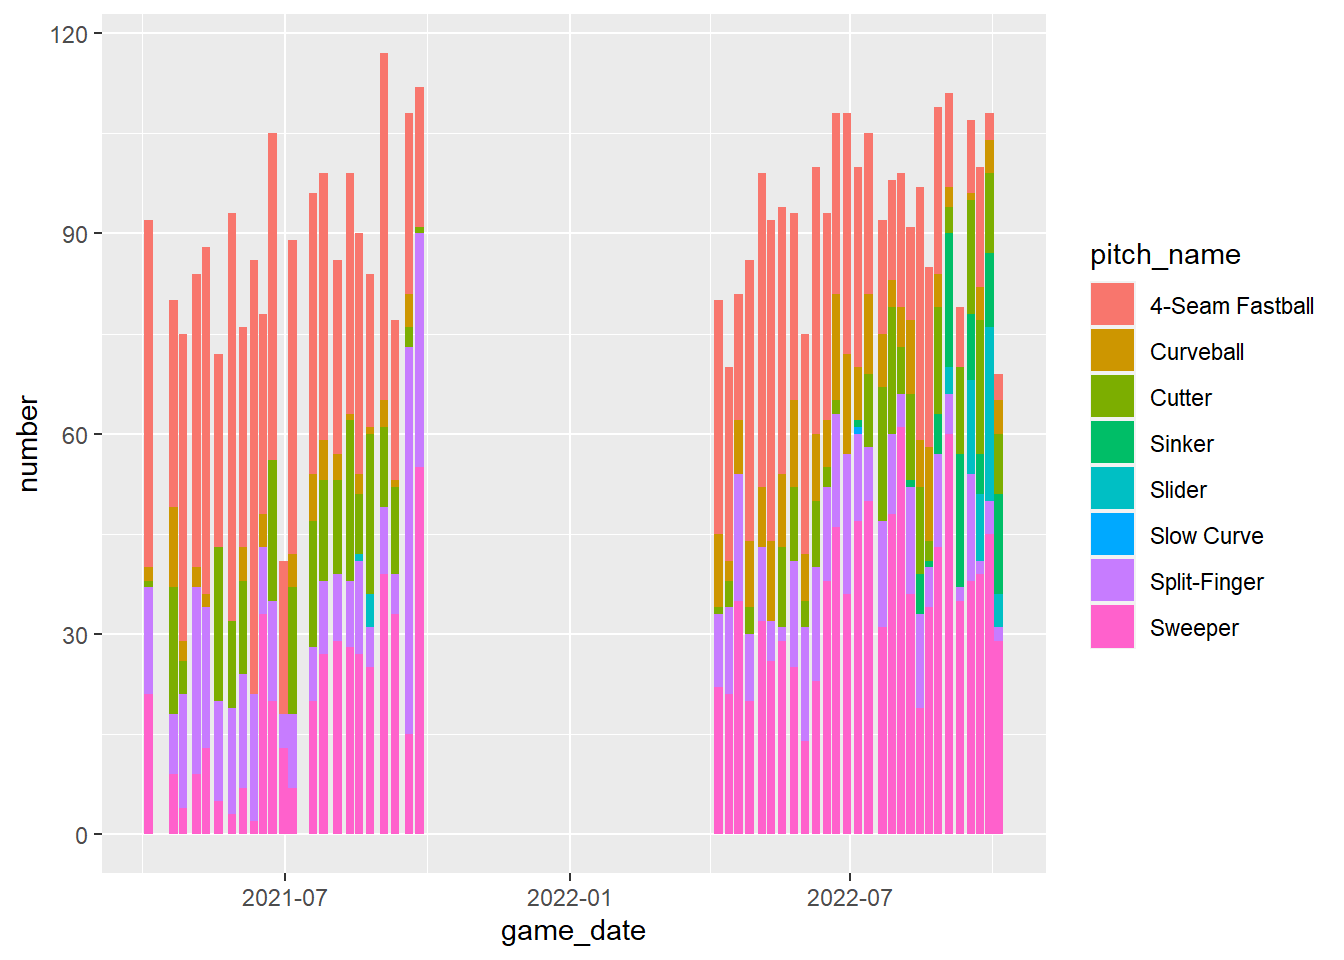 120
90
60
30
0
number
2021-07
2022-01
2022-07
game_date
pitch_name
4-Seam Fastball
Curveball
Cutter
Sinker
Slider
Slow Curve
Split-Finger
Sweeper